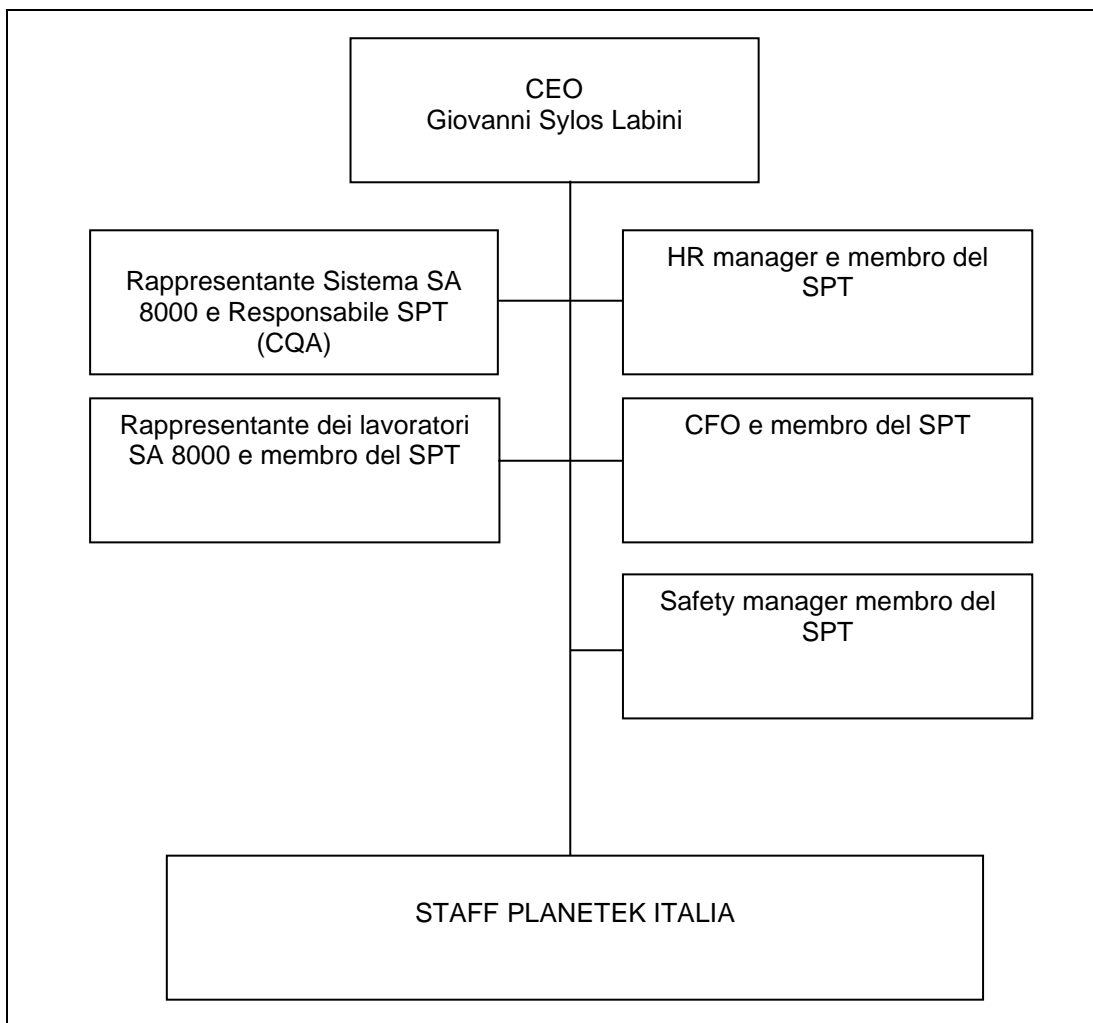 CEO
Giovanni Sylos Labini
Rappresentante Sistema SA
8000 e Responsabile SPT
(CQA)
HR manager e membro del
SPT
Rappresentante dei lavoratori
SA 8000 e membro del SPT
CFO e membro del SPT
Safety manager membro del
SPT
STAFF PLANETEK ITALIA